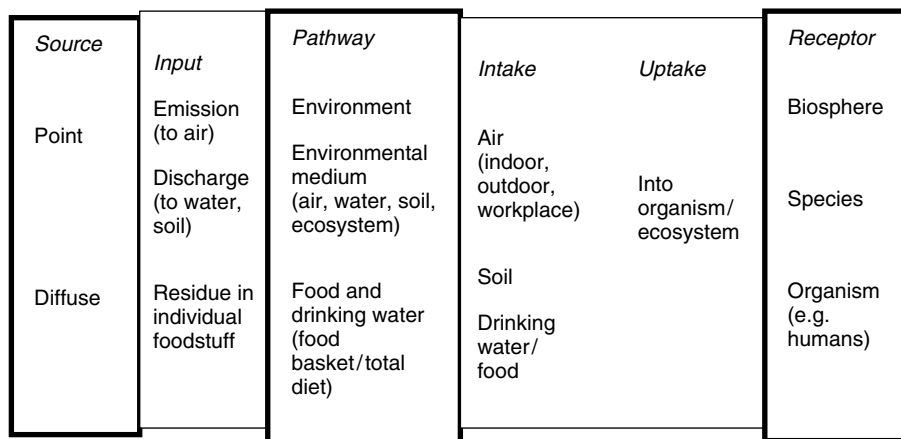 Source
Point
Diffuse
Input
Emission
(to air)
Discharge
(to water,
soil)
Residue in
individual
foodstuff
Pathway
Environment
Environmental
medium
(air, water, soil,
ecosystem)
Food and
drinking water
(food
basket/total
diet)
Intake
Air
(indoor,
outdoor,
workplace)
Soil
Drinking
water/
food
Uptake
Into
organism/
ecosystem
Receptor
Biosphere
Species
Organism
(e.g.
humans)